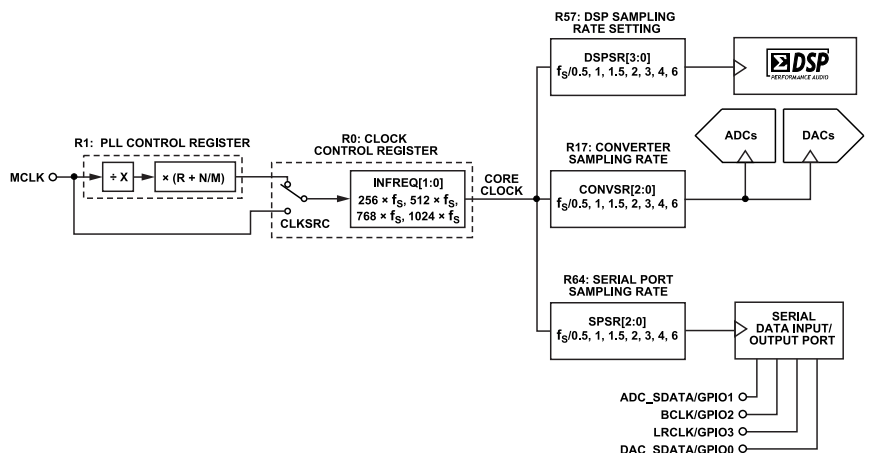 R57: DSP SAMPLING
RATE SETTING
DSPSR[3:0]
fS/0.5, 1, 1.5, 2, 3, 4, 6
ΣDSP
PERFORMANCE AUDIO
R1: PLL CONTROL REGISTER
MCLK
÷ X
× (R + N/M)
R0: CLOCK
CONTROL REGISTER
CLKSRC
INFREQ[1:0]
256 × fS, 512 × fS,
768 × fS, 1024 × fS
CORE
CLOCK
R17: CONVERTER
SAMPLING RATE
CONVSR[2:0]
fS/0.5, 1, 1.5, 2, 3, 4, 6
ADCs
DACs
R64: SERIAL PORT
SAMPLING RATE
SPSR[2:0]
fS/0.5, 1, 1.5, 2, 3, 4, 6
SERIAL
DATA INPUT/
OUTPUT PORT
ADC_SDATA/GPIO1
BCLK/GPIO2
LRCLK/GPIO3
DAC_SDATA/GPIO0